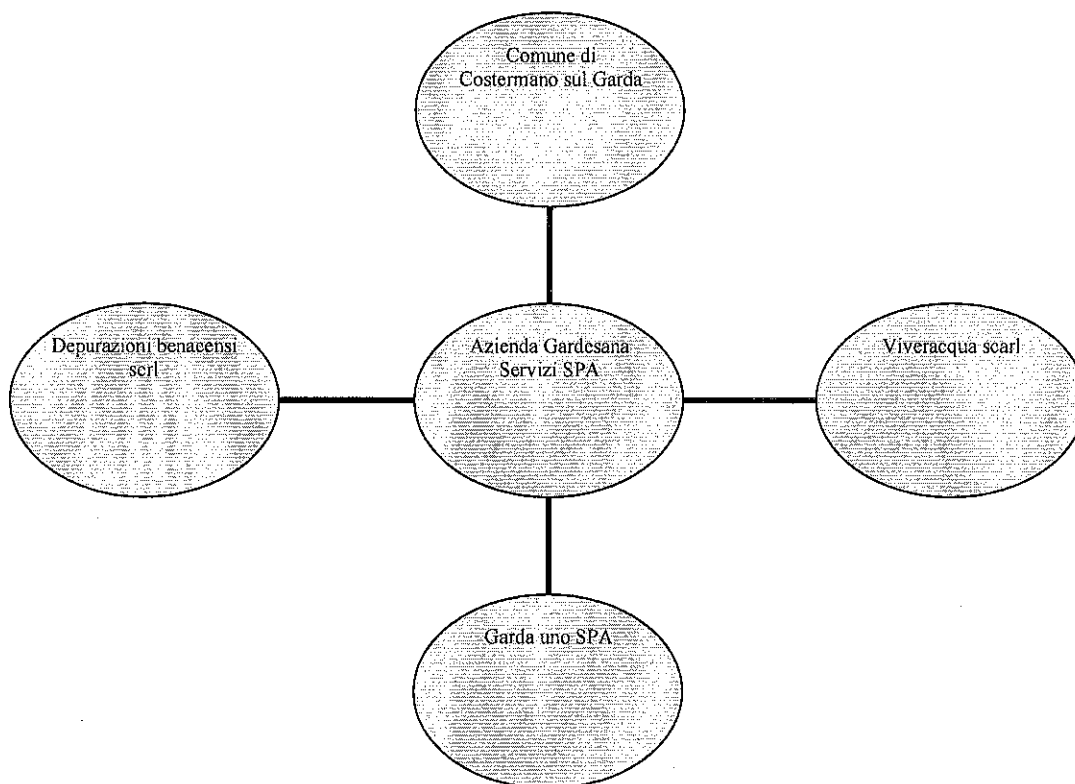 Comune di
Costermano sul Garda
Depurazioni benacensi
scrl
Azienda Gardesana
Servizi SPA
Viveracqua scarl
Garda uno SPA